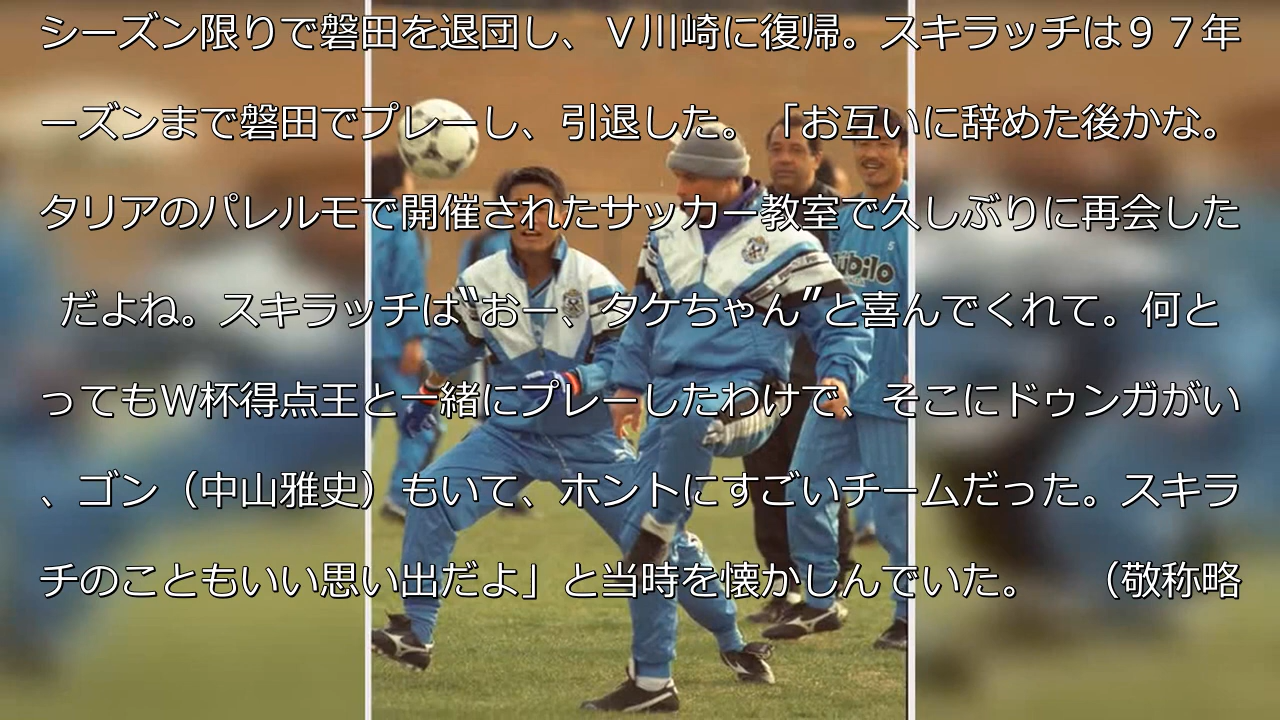 シーズン限りで磐田を退団し、Ｖ川崎に復帰。スキラッチは９７年
ーズンまで磐田でプレーし、引退した。「お互いに辞めた後かな。
タリアのパレルモで開催されたサッカー教室で久しぶりに再会した
だよね。スキラッチは“おー、タケちゃん”と喜んでくれて。何と
ってもＷ杯得点王と一緒にプレーしたわけで、そこにドゥンガがい
、ゴン（中山雅史）もいて、ホントにすごいチームだった。スキラ
チのこともいい思い出だよ」と当時を懐かしんでいた。　（敬称略
5
Jubilo